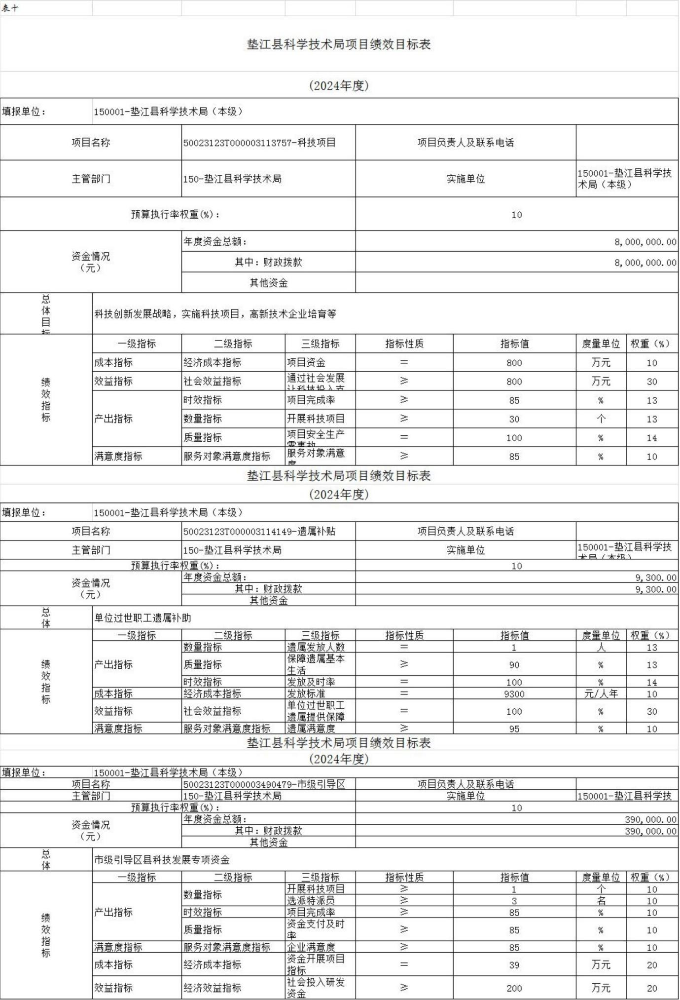 表十
垫江县科学技术局项目绩效目标表
(2024年度)
填报单位： 150001-垫江县科学技术局（本级）
项目名称 50023123T000003113757-科技项目 项目负责人及联系电话
主管部门 150-垫江县科学技术局 实施单位 150001-垫江县科学技术局（本级）
预算执行率权重(%)： 10
资金情况（元） 年度资金总额： 8,000,000.00
其中：财政拨款 8,000,000.00
其他资金
总体目标 科技创新发展战略，实施科技项目，高新技术企业培育等
绩效指标 一级指标 二级指标 三级指标 指标性质 指标值 度量单位 权重（%）
成本指标 经济成本指标 项目资金 ＝ 800 万元 10
效益指标 社会效益指标 通过社会发展让科技投入 ≥ 800 万元 30
产出指标 时效指标 项目完成率 ≥ 85 % 13
数量指标 开展科技项目 ≥ 30 个 13
质量指标 项目安全生产零事故 ＝ 100 % 14
满意度指标 服务对象满意度指标 服务对象满意度 ≥ 85 % 10
垫江县科学技术局项目绩效目标表
(2024年度)
填报单位： 150001-垫江县科学技术局（本级）
项目名称 50023123T000003114149-遗属补贴 项目负责人及联系电话
主管部门 150-垫江县科学技术局 实施单位 150001-垫江县科学技术局（本级）
预算执行率权重(%)： 10
资金情况（元） 年度资金总额： 9,300.00
其中：财政拨款 9,300.00
其他资金
总体 单位过世职工遗属补助
绩效指标 一级指标 二级指标 三级指标 指标性质 指标值 度量单位 权重（%）
产出指标 数量指标 遗属发放人数 ＝ 1 人 13
质量指标 保障遗属基本生活 ≥ 90 % 13
时效指标 发放及时率 ＝ 100 % 14
成本指标 经济成本指标 发放标准 ＝ 9300 元/人年 10
效益指标 社会效益指标 单位过世职工遗属提供保障 ＝ 100 % 30
满意度指标 服务对象满意度指标 遗属满意度 ≥ 95 % 10
垫江县科学技术局项目绩效目标表
(2024年度)
填报单位： 150001-垫江县科学技术局（本级）
项目名称 50023123T000003490479-市级引导区 项目负责人及联系电话
主管部门 150-垫江县科学技术局 实施单位 150001-垫江县科学技
预算执行率权重(%)： 10
资金情况（元） 年度资金总额： 390,000.00
其中：财政拨款 390,000.00
其他资金
总体 市级引导区县科技发展专项资金
绩效指标 一级指标 二级指标 三级指标 指标性质 指标值 度量单位 权重（%）
产出指标 数量指标 开展科技项目 ≥ 1 个 10
选派特派员 ≥ 3 名 10
时效指标 项目完成率 ≥ 85 % 10
质量指标 资金支付及时率 ≥ 85 % 10
满意度指标 服务对象满意度指标 企业满意度 ≥ 85 % 10
成本指标 经济成本指标 资金开展项目指标 ＝ 39 万元 20
效益指标 经济效益指标 社会投入研发资金 ≥ 200 万元 20